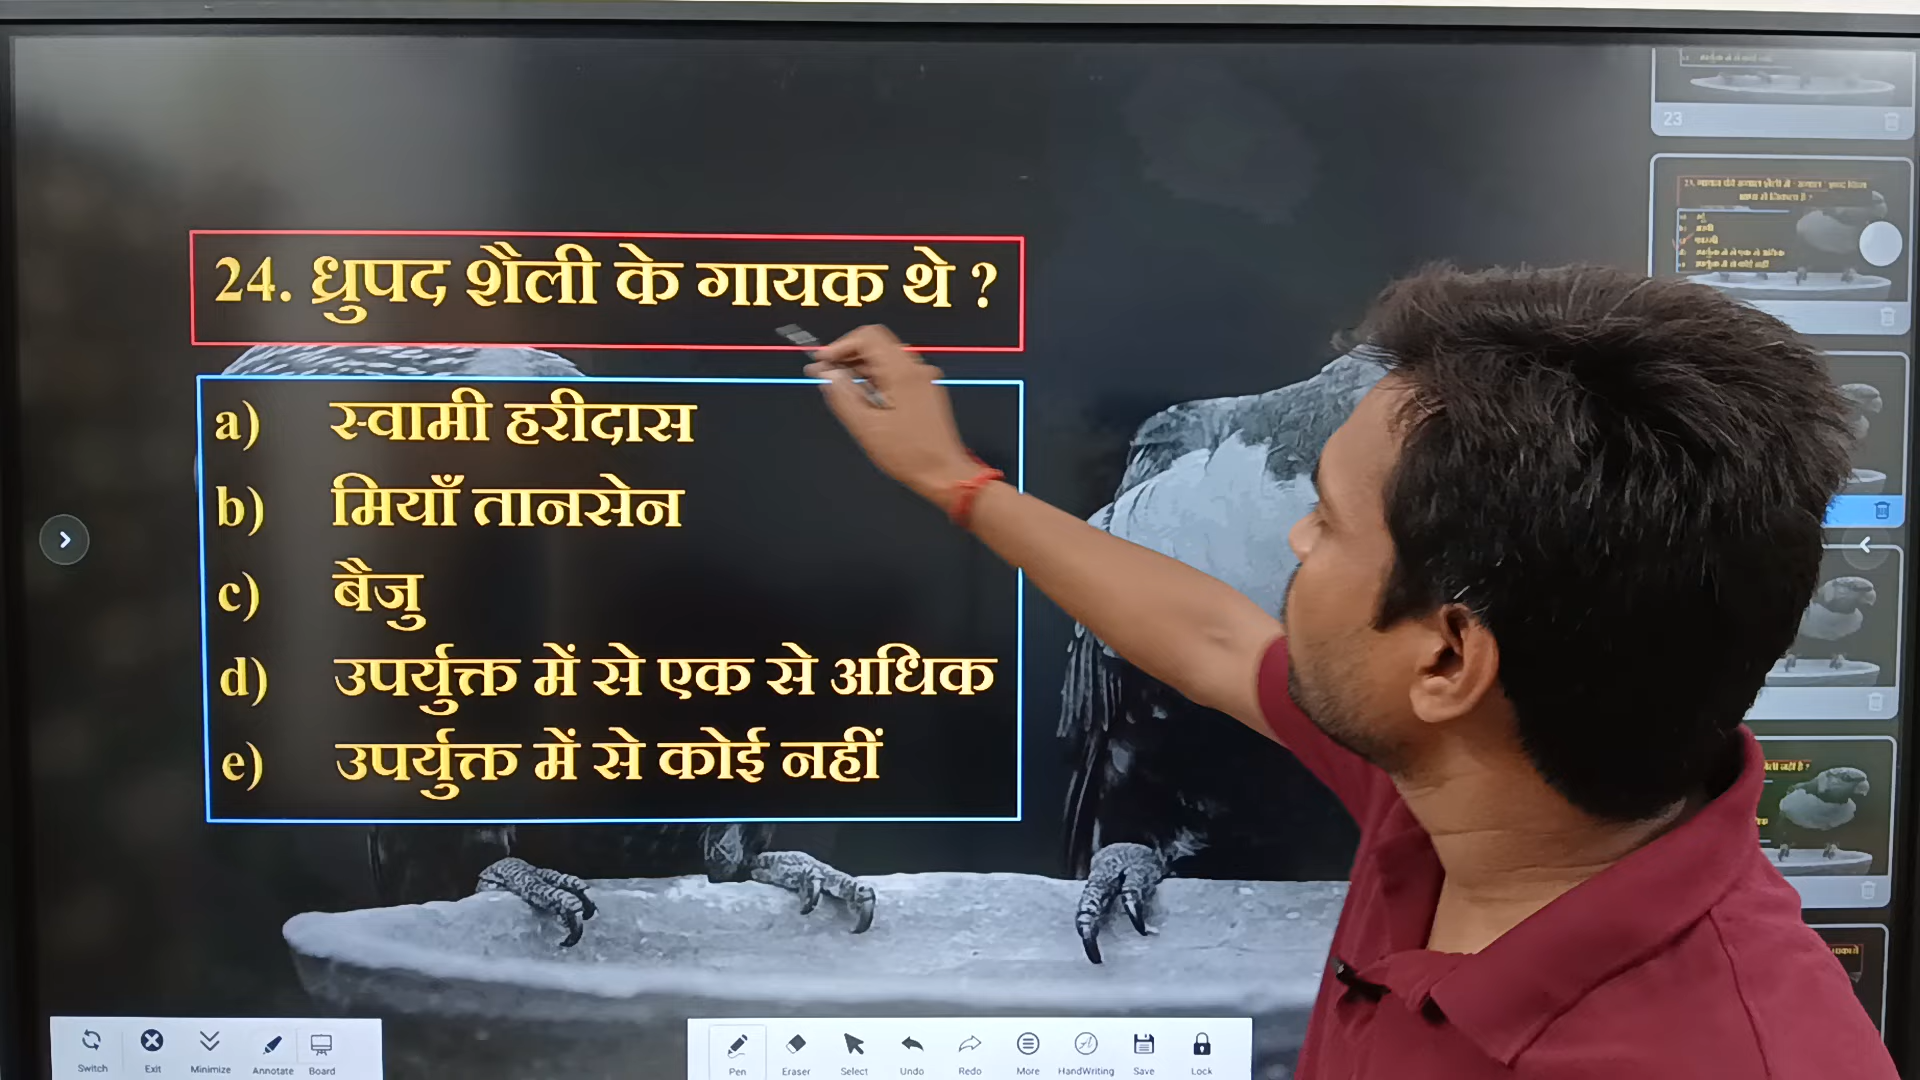 24. ध्रुपद शैली के गायक थे ?
a) स्वामी हरीदास
b) मियाँ तानसेन
c) बैजु
d) उपर्युक्त में से एक से अधिक
e) उपर्युक्त में से कोई नहीं
23
Switch Exit Minimize Annotate Board
Pen Eraser Select Undo Redo More HandWriting Save Lock